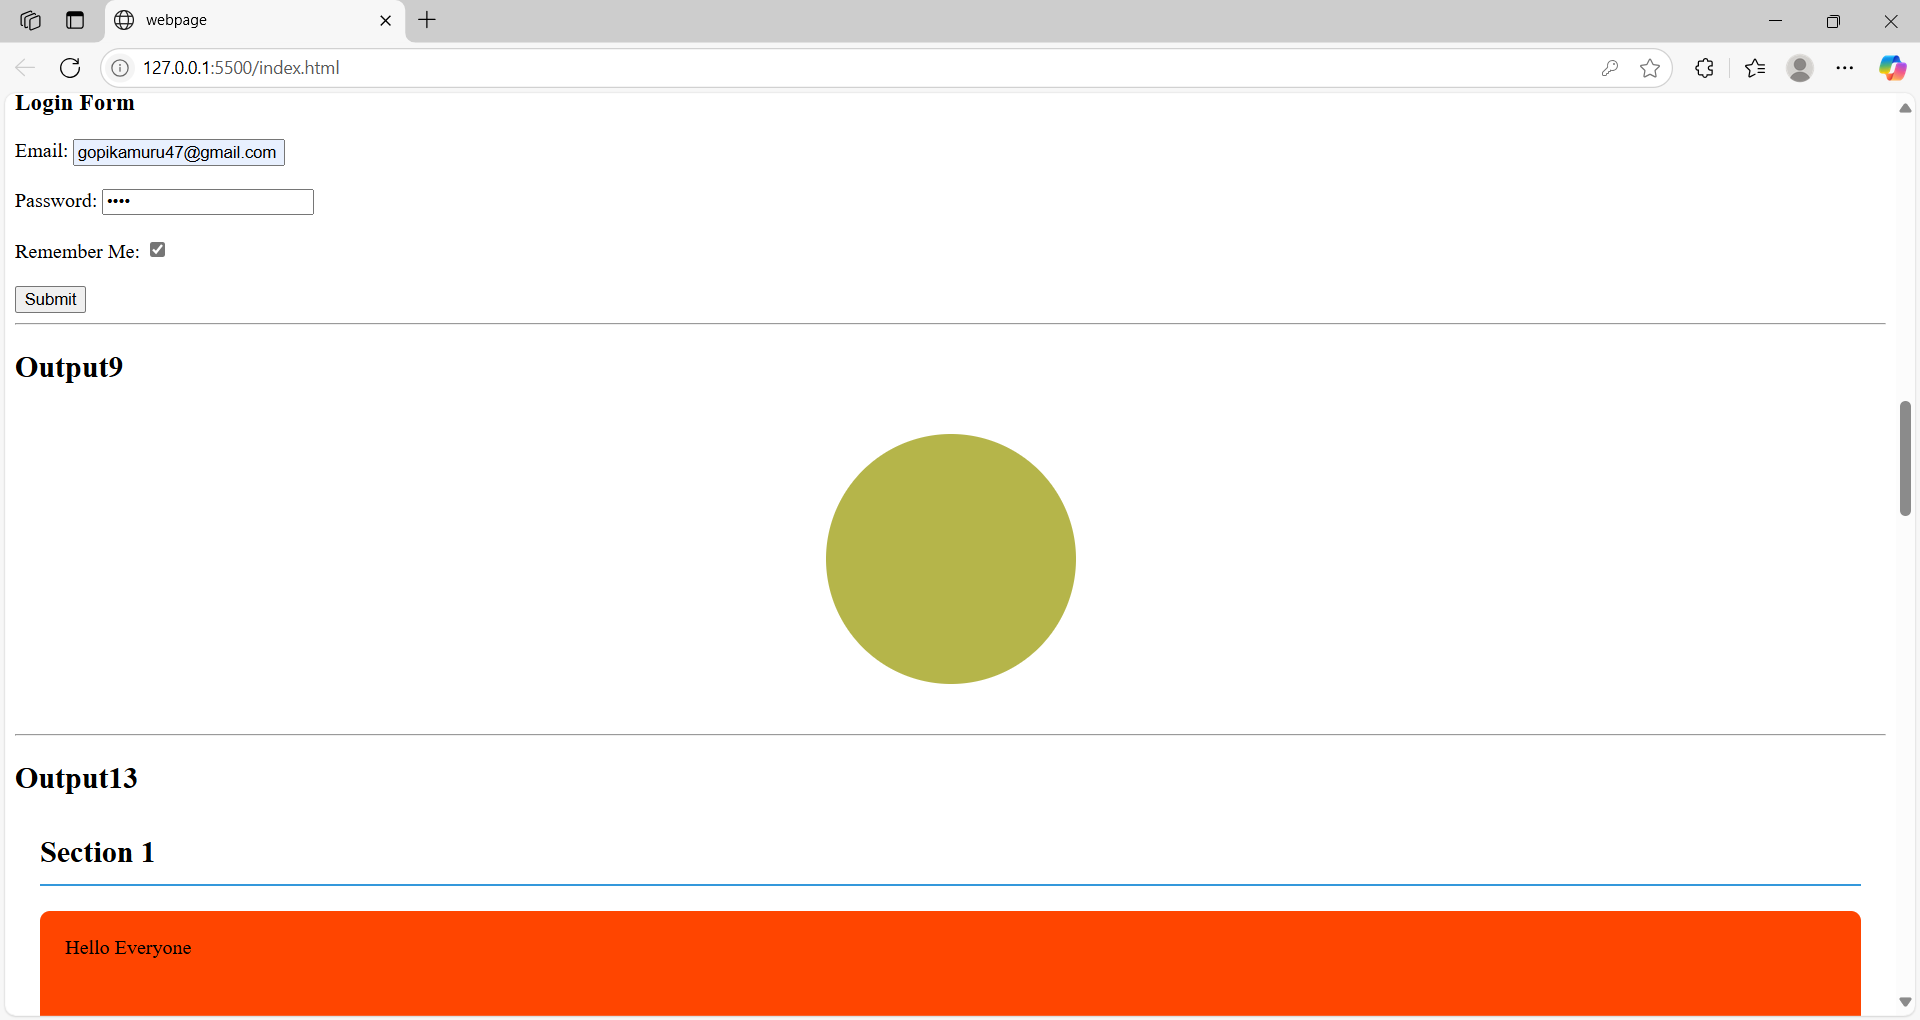 webpage
127.0.0.1:5500/index.html
Login Form
Email: gopikamuru47@gmail.com
Password: ••••
Remember Me:
Submit
Output9
Output13
Section 1
Hello Everyone